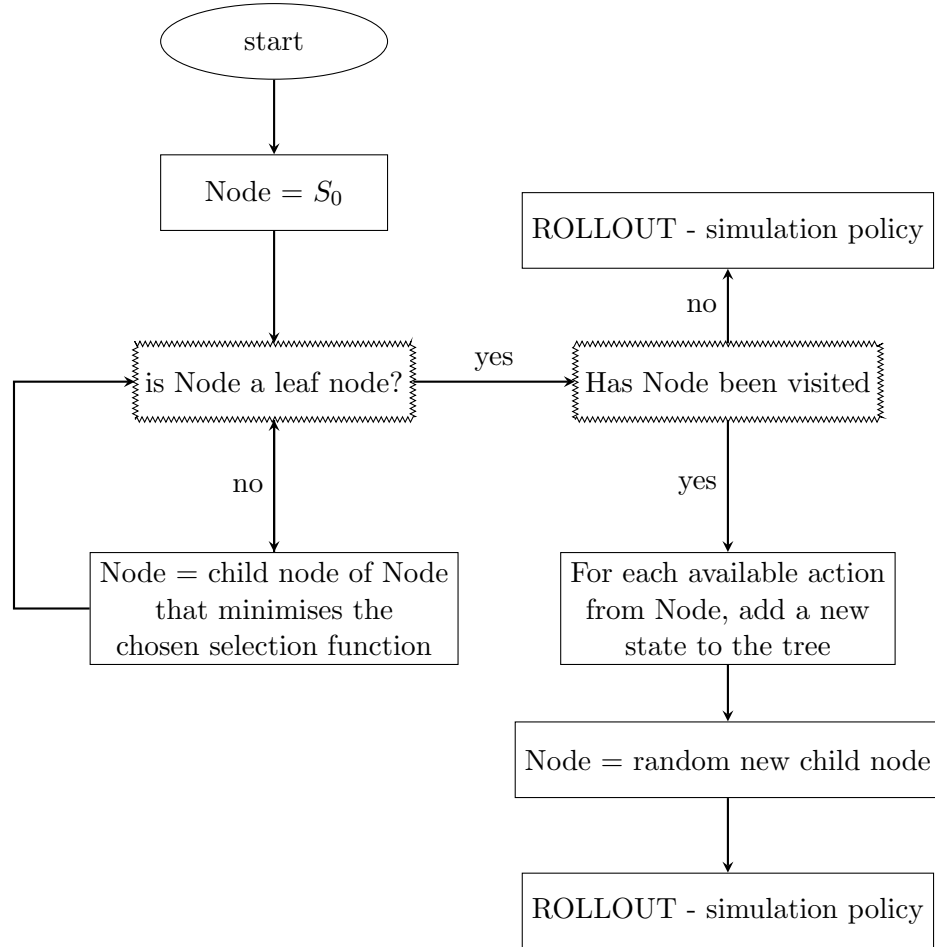 start
Node = S₀
ROLLOUT - simulation policy
no
is Node a leaf node?
yes
Has Node been visited
no
yes
Node = child node of Node
that minimises the
chosen selection function
For each available action
from Node, add a new
state to the tree
Node = random new child node
ROLLOUT - simulation policy